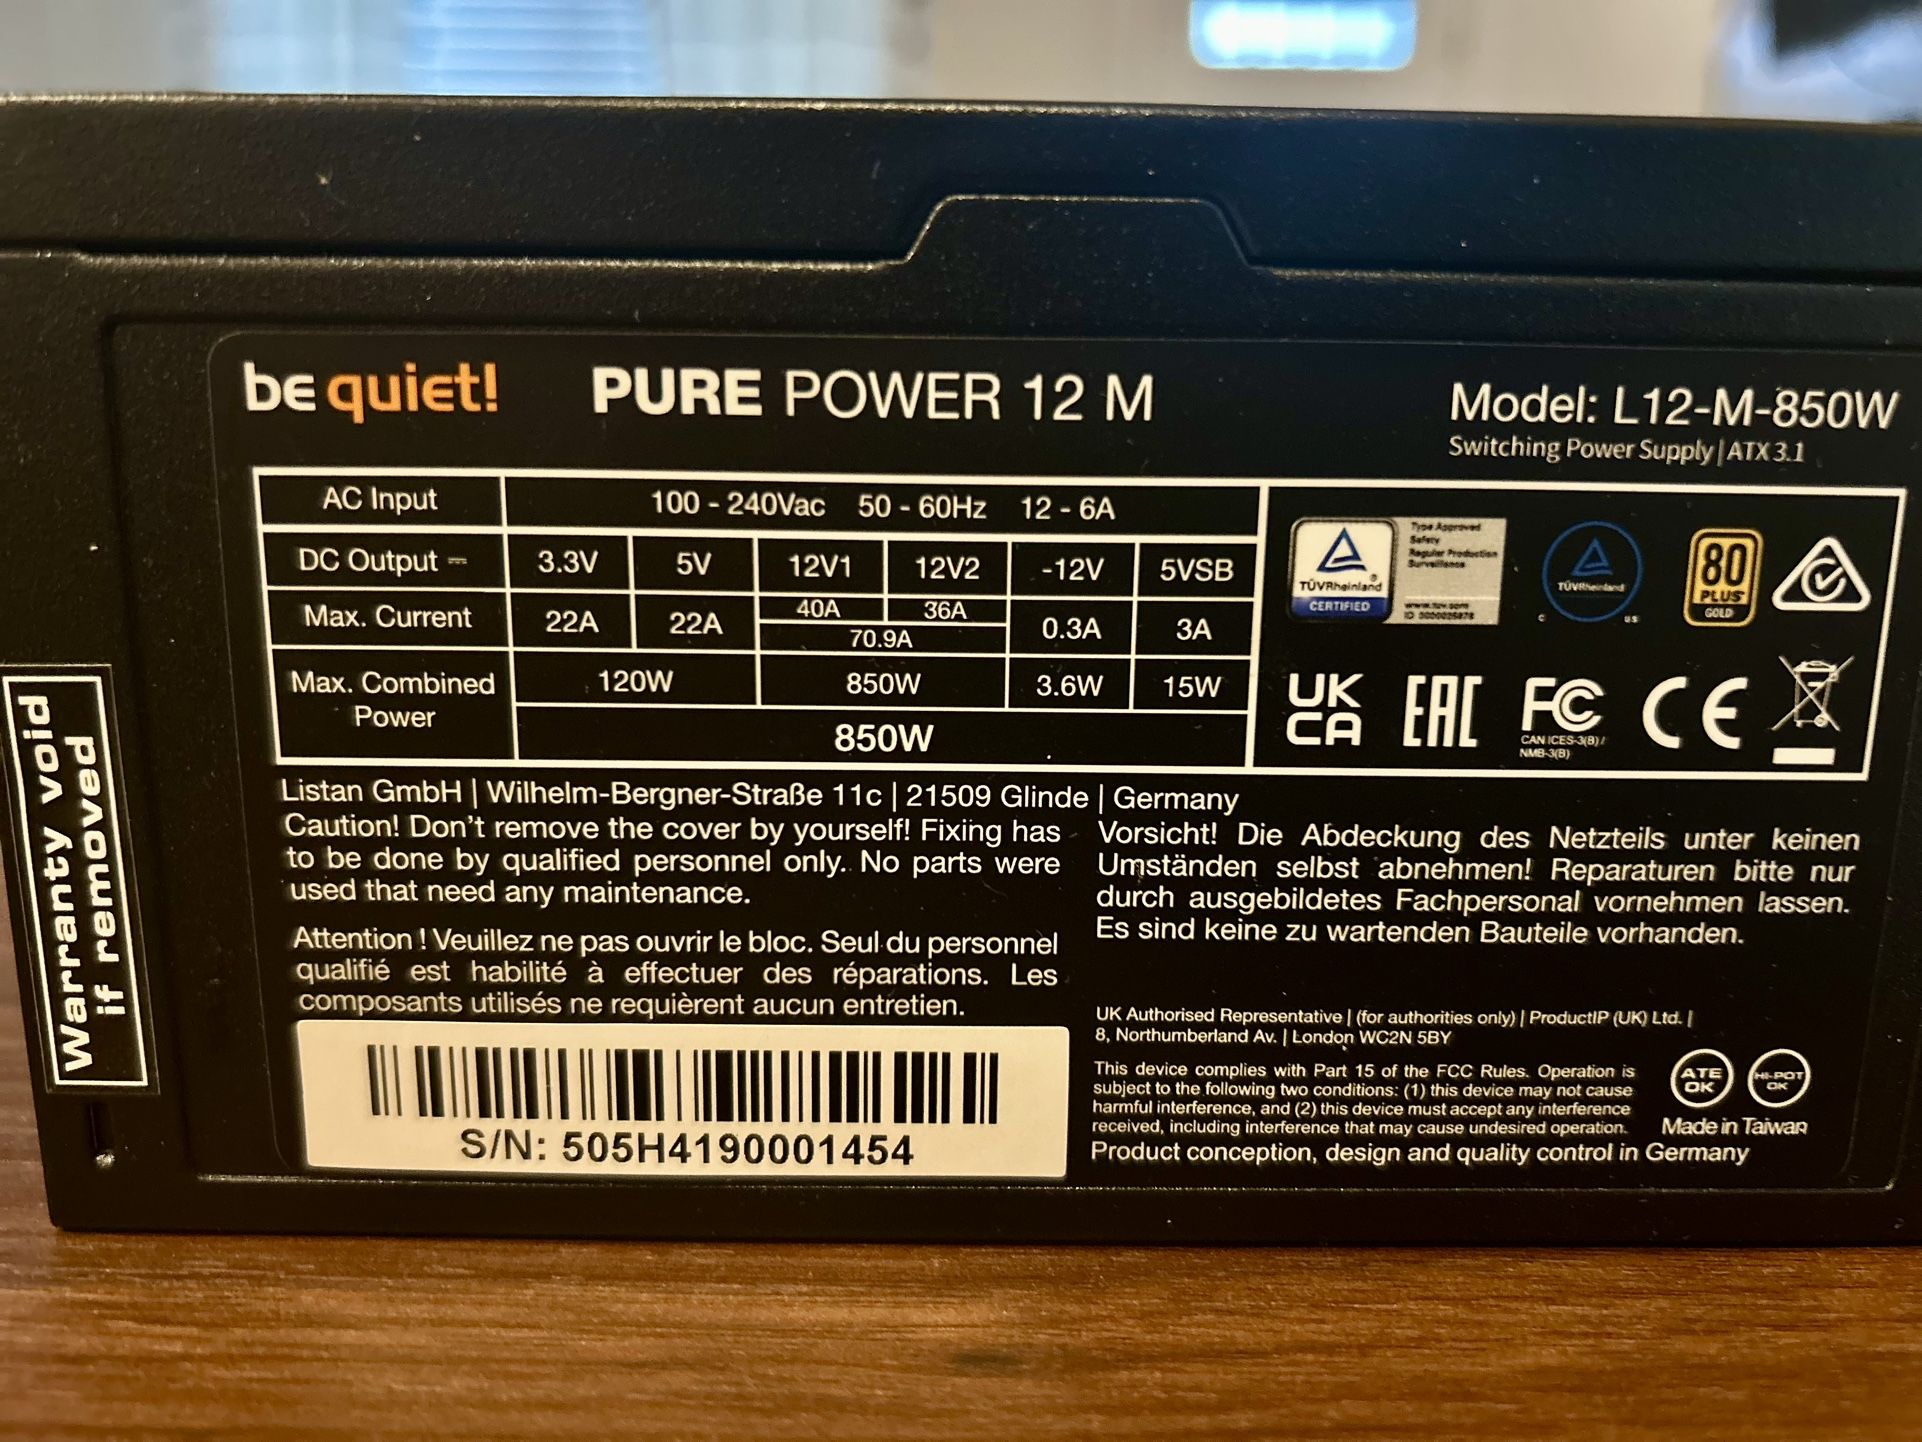 be quiet!
PURE POWER 12 M
Model: L12-M-850W
Switching Power Supply | ATX 3.1
AC Input 100 - 240Vac 50 - 60Hz 12 - 6A
DC Output ⎓ 3.3V 5V 12V1 12V2 -12V 5VSB
Max. Current 22A 22A 40A 36A 0.3A 3A
70.9A
Max. Combined Power 120W 850W 3.6W 15W
850W
TÜVRheinland®
CERTIFIED
Type Approved
Safety
Regular Production
Surveillance
www.tuv.com
TÜVRheinland
C US
80
PLUS®
GOLD
UK
CA
EAC
FC
CAN ICES-3(B) /
NMB-3(B)
CE
Listan GmbH | Wilhelm-Bergner-Straße 11c | 21509 Glinde | Germany
Caution! Don't remove the cover by yourself! Fixing has
to be done by qualified personnel only. No parts were
used that need any maintenance.
Attention ! Veuillez ne pas ouvrir le bloc. Seul du personnel
qualifié est habilité à effectuer des réparations. Les
composants utilisés ne requièrent aucun entretien.
Vorsicht! Die Abdeckung des Netzteils unter keinen
Umständen selbst abnehmen! Reparaturen bitte nur
durch ausgebildetes Fachpersonal vornehmen lassen.
Es sind keine zu wartenden Bauteile vorhanden.
UK Authorised Representative | (for authorities only) | ProductIP (UK) Ltd. |
8, Northumberland Av. | London WC2N 5BY
This device complies with Part 15 of the FCC Rules. Operation is
subject to the following two conditions: (1) this device may not cause
harmful interference, and (2) this device must accept any interference
received, including interference that may cause undesired operation.
ATE
OK
HI-POT
OK
Made in Taiwan
Product conception, design and quality control in Germany
S/N: 505H4190001454
Warranty void
if removed